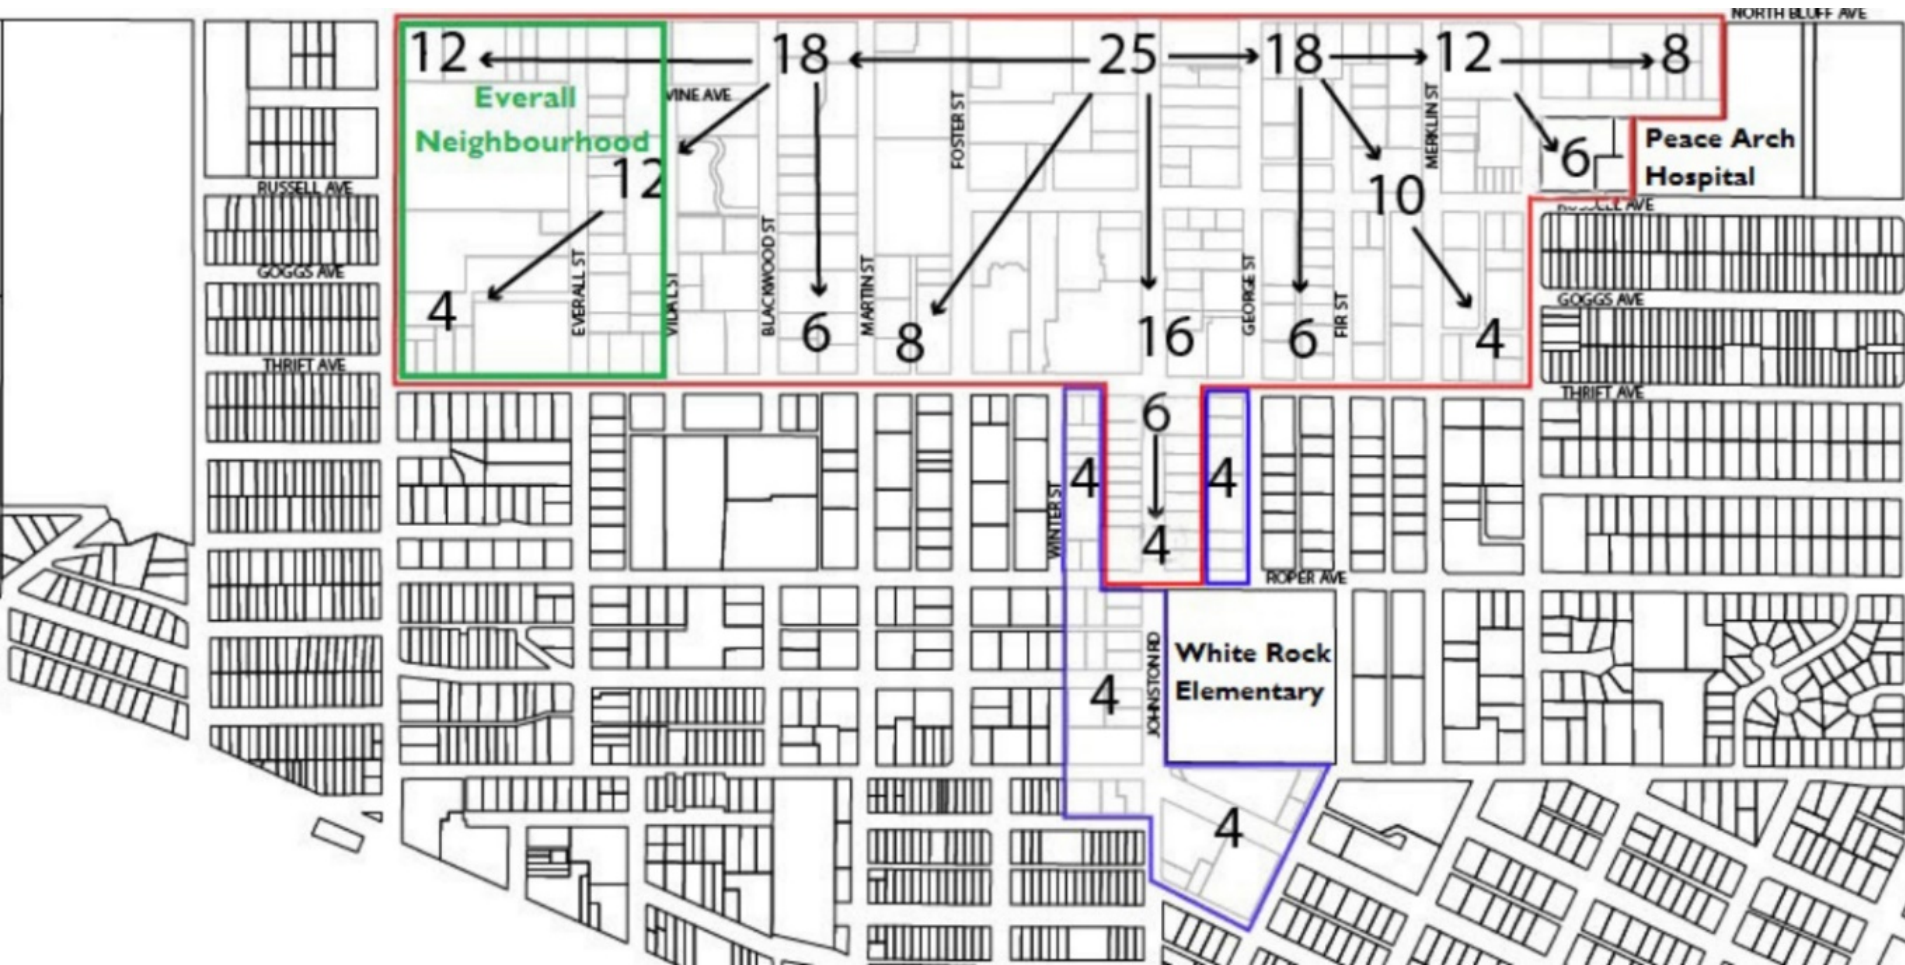 NORTH BLUFF AVE
12 18 25 18 12 8
Everall
Neighbourhood
VINE AVE
FOSTER ST
MERKLIN ST
Peace Arch
Hospital
6
12
10
RUSSELL AVE
RUSSELL AVE
GOGGS AVE
GOGGS AVE
EVERALL ST
VIDAL ST
BLACKWOOD ST
MARTIN ST
GEORGE ST
FIR ST
4 6 8 16 6 4
THRIFT AVE
THRIFT AVE
6
4 4
WINTER ST
4
ROPER AVE
JOHNSTON RD
White Rock
Elementary
4
4